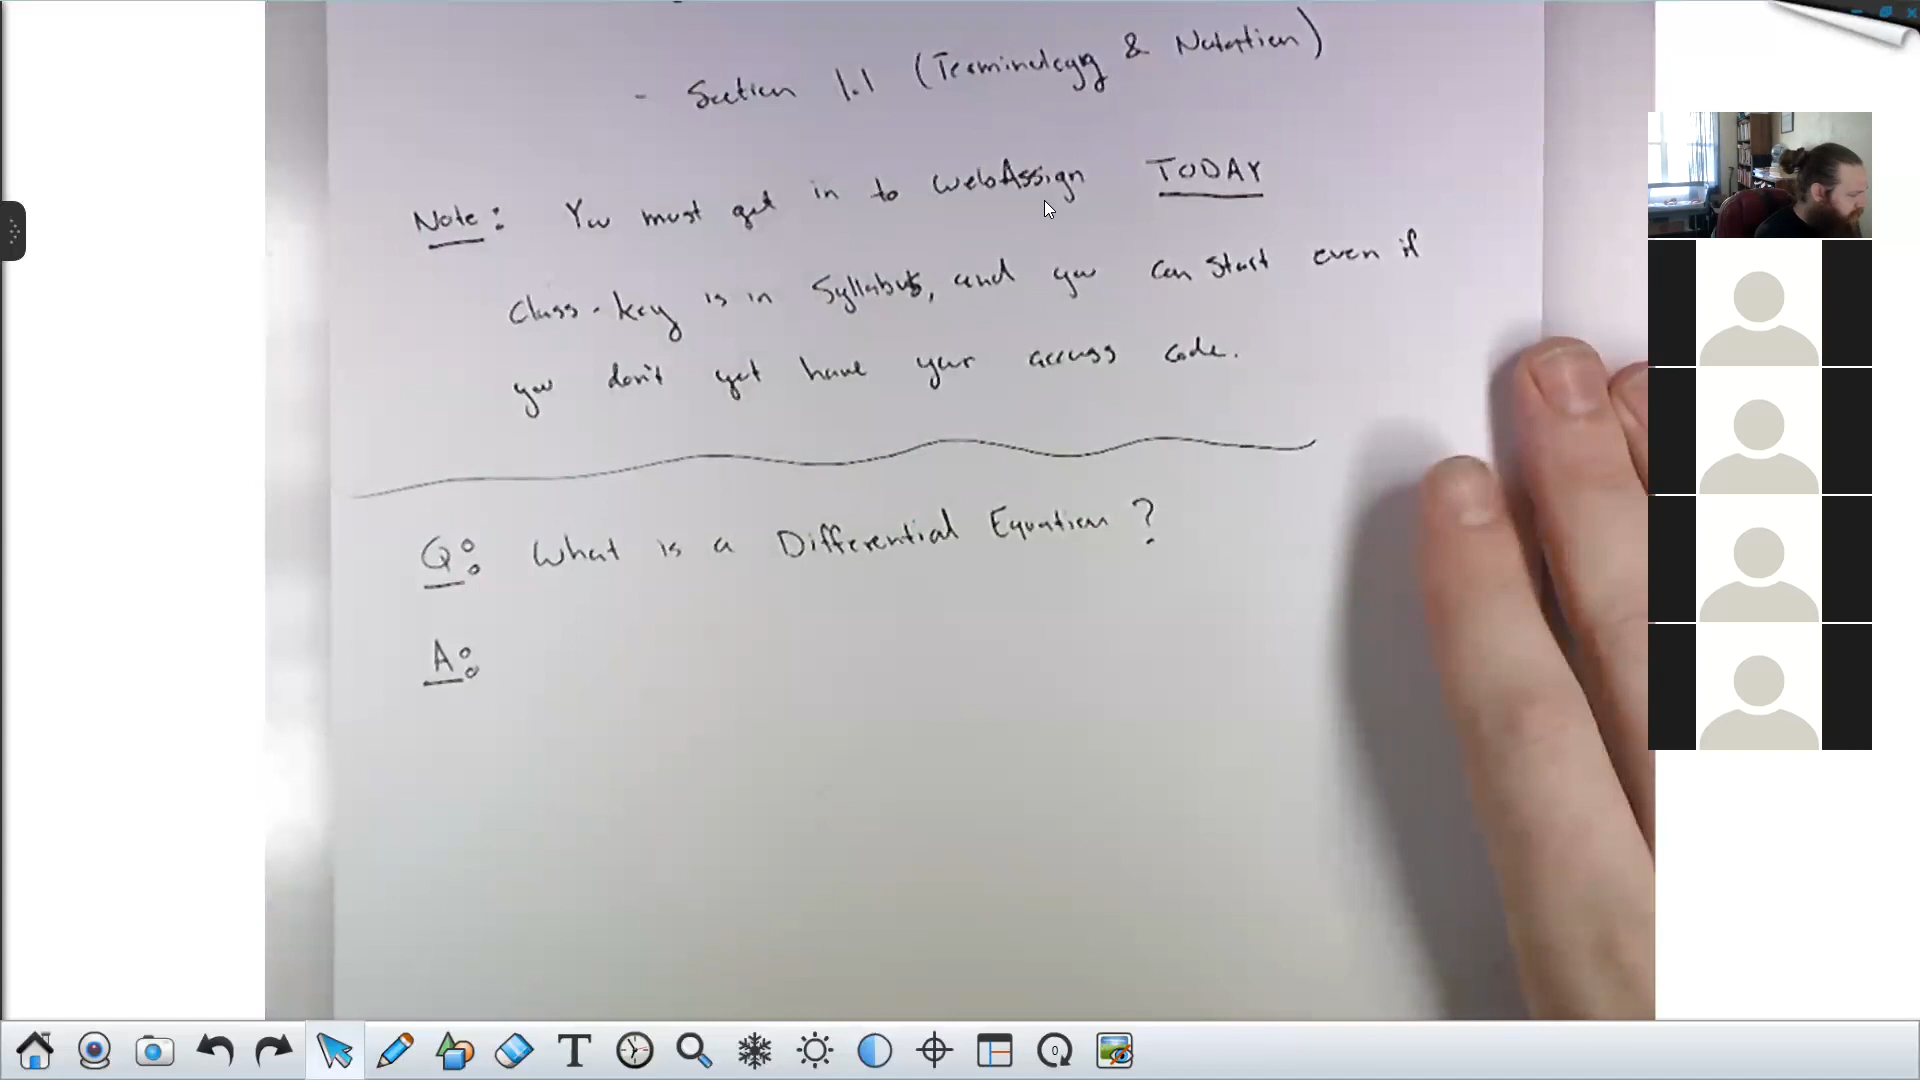 - Section 1.1 (Terminology & Notation)
Note: You must get in to WebAssign TODAY
Class-key is in Syllabus, and you can start even if
you don't yet have your access code.
Q: What is a Differential Equation?
A:
T
0